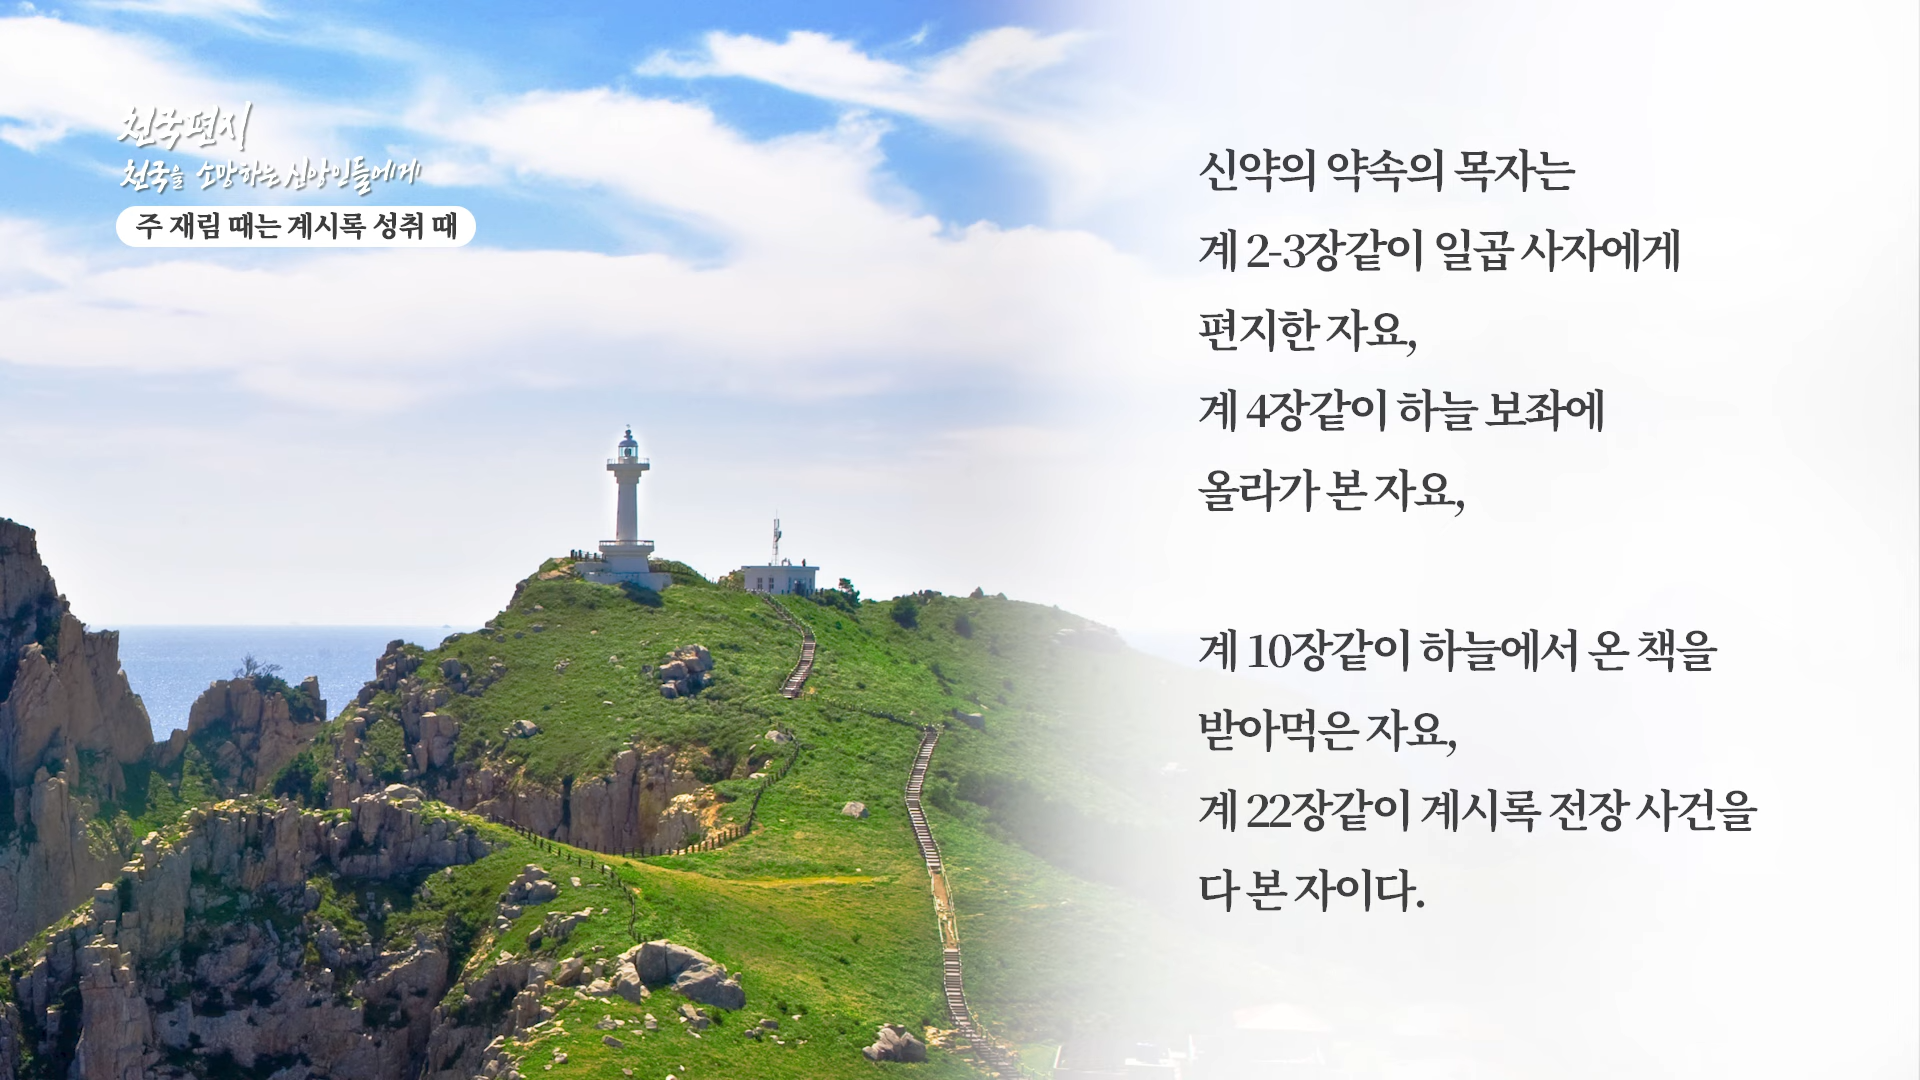 천국편지
천국을 소망하는 신앙인들에게
주 재림 때는 계시록 성취 때
신약의 약속의 목자는
계 2-3장같이 일곱 사자에게
편지한 자요,
계 4장같이 하늘 보좌에
올라가 본 자요,
계 10장같이 하늘에서 온 책을
받아먹은 자요,
계 22장같이 계시록 전장 사건을
다 본 자이다.